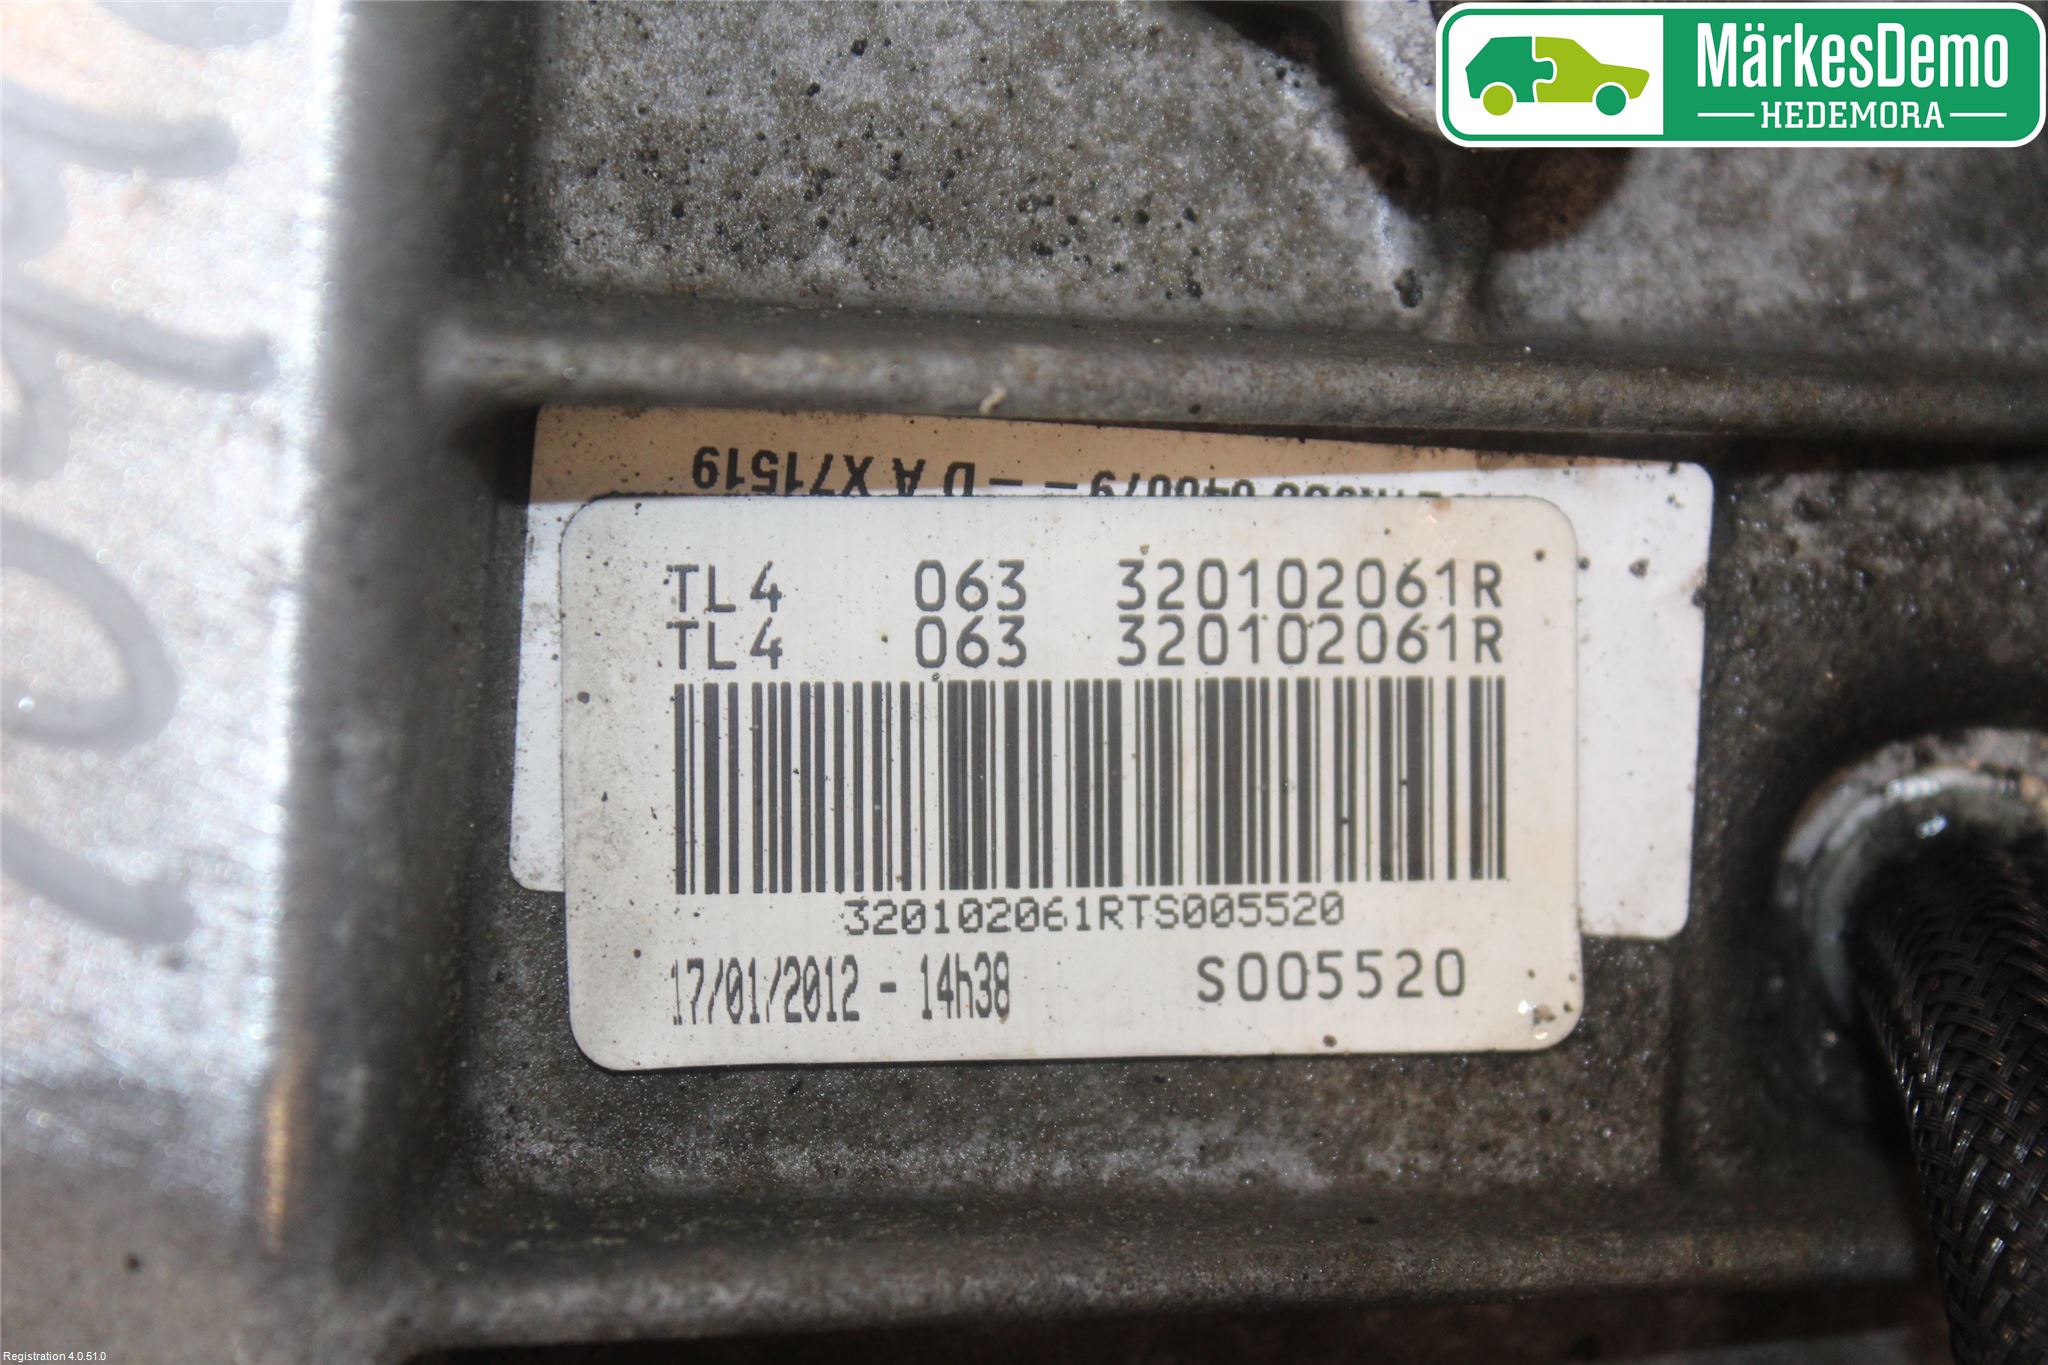 MärkesDemo
HEDEMORA
– D A X71519
TL4 063 320102061R
TL4 063 320102061R
320102061RTS005520
17/01/2012 - 14h38 S005520
Registration 4.0.51.0